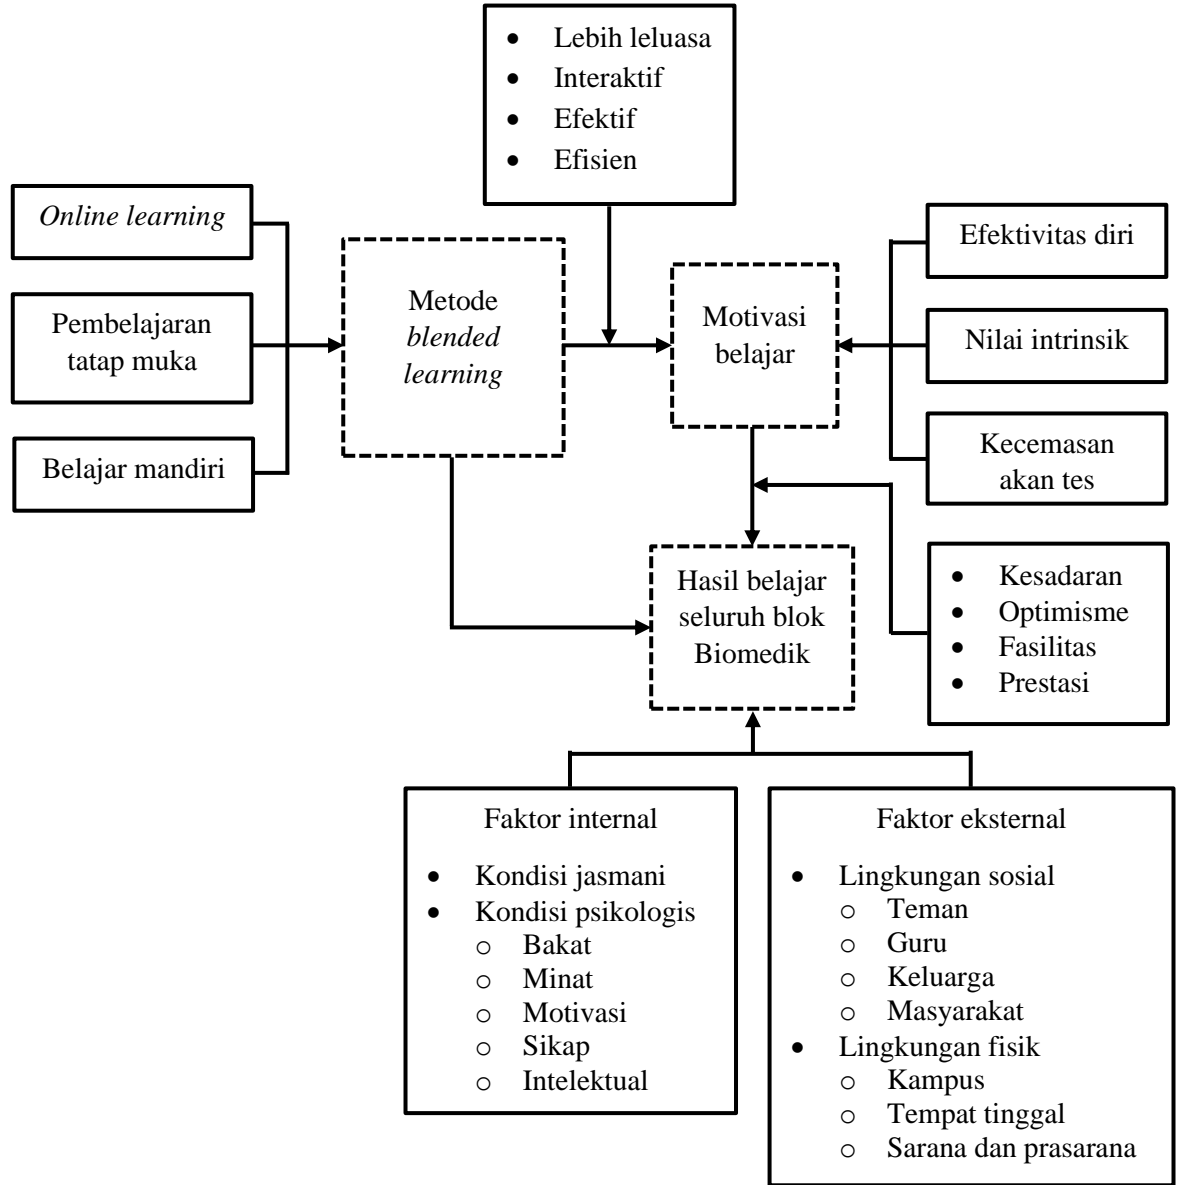 • Lebih leluasa
• Interaktif
• Efektif
• Efisien
Online learning
Pembelajaran
tatap muka
Belajar mandiri
Metode
blended
learning
Motivasi
belajar
Efektivitas diri
Nilai intrinsik
Kecemasan
akan tes
Hasil belajar
seluruh blok
Biomedik
• Kesadaran
• Optimisme
• Fasilitas
• Prestasi
Faktor internal
• Kondisi jasmani
• Kondisi psikologis
o Bakat
o Minat
o Motivasi
o Sikap
o Intelektual
Faktor eksternal
• Lingkungan sosial
o Teman
o Guru
o Keluarga
o Masyarakat
• Lingkungan fisik
o Kampus
o Tempat tinggal
o Sarana dan prasarana